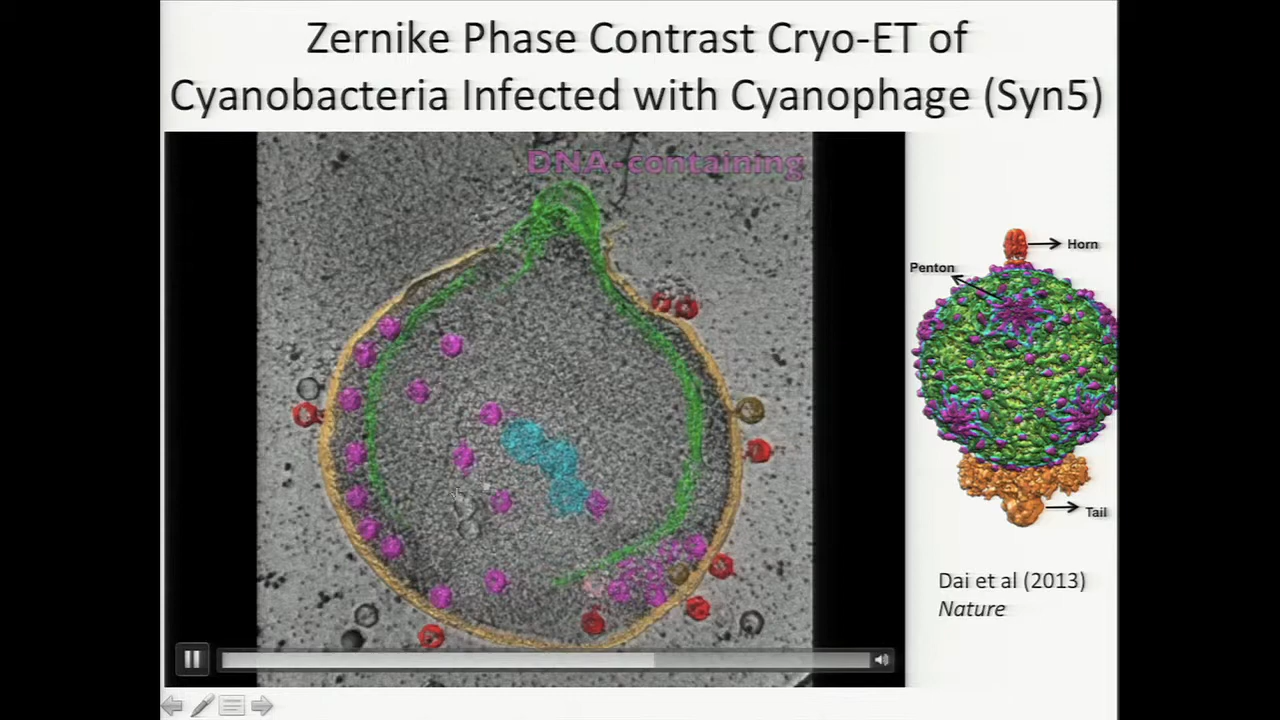 Zernike Phase Contrast Cryo-ET of
Cyanobacteria Infected with Cyanophage (Syn5)
DNA-containing
Horn
Penton
Tail
Dai et al (2013)
Nature